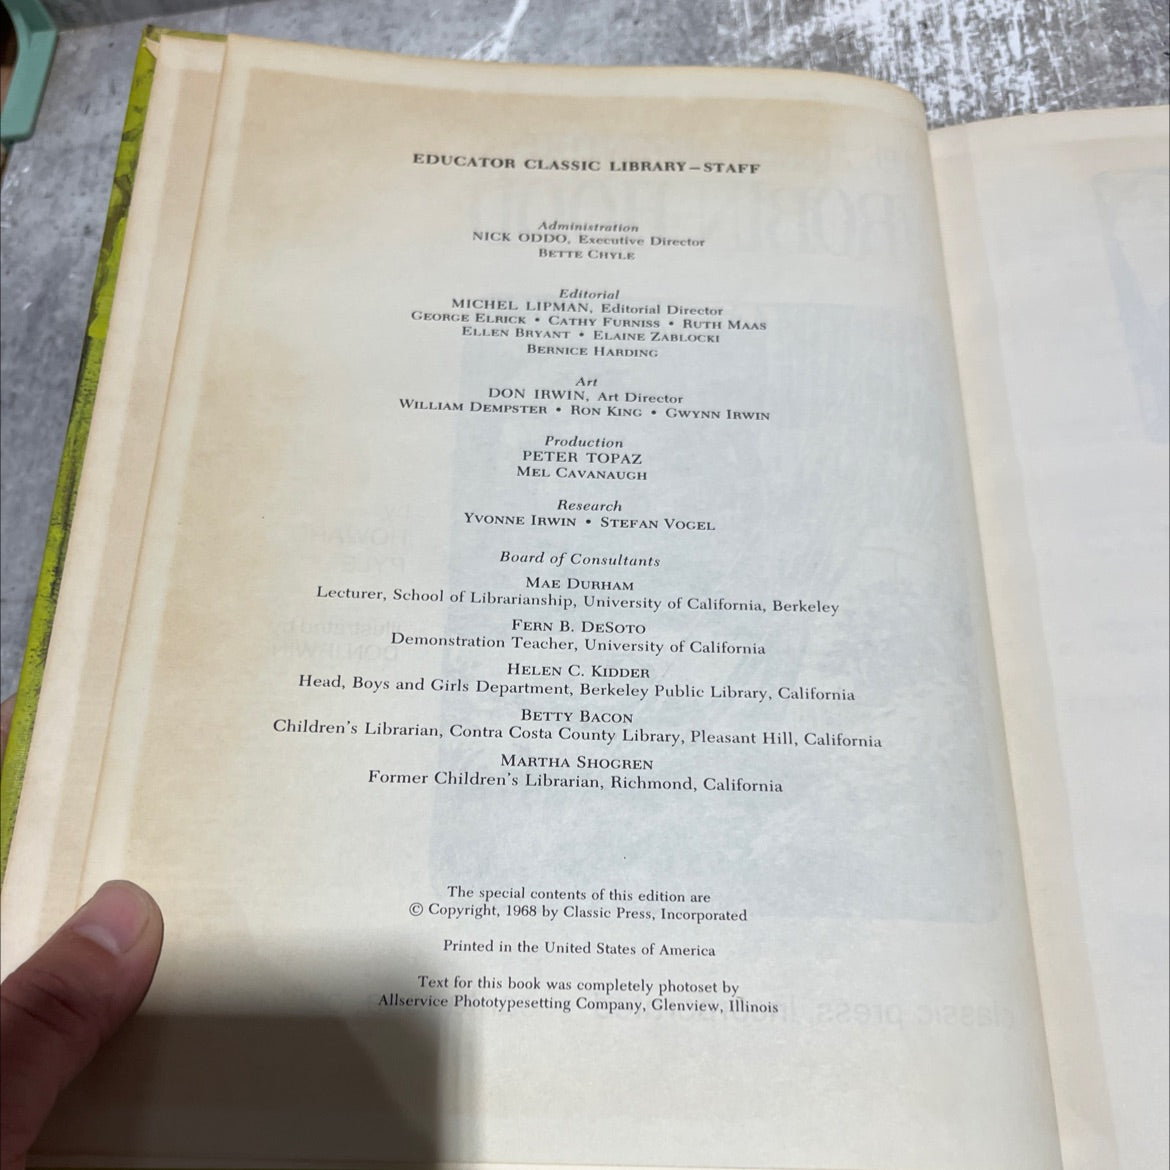 EDUCATOR CLASSIC LIBRARY—STAFF
Administration
NICK ODDO, Executive Director
BETTE CHYLE
Editorial
MICHEL LIPMAN, Editorial Director
GEORGE ELRICK • CATHY FURNISS • RUTH MAAS
ELLEN BRYANT • ELAINE ZABLOCKI
BERNICE HARDING
Art
DON IRWIN, Art Director
WILLIAM DEMPSTER • RON KING • GWYNN IRWIN
Production
PETER TOPAZ
MEL CAVANAUGH
Research
YVONNE IRWIN • STEFAN VOGEL
Board of Consultants
MAE DURHAM
Lecturer, School of Librarianship, University of California, Berkeley
FERN B. DESOTO
Demonstration Teacher, University of California
HELEN C. KIDDER
Head, Boys and Girls Department, Berkeley Public Library, California
BETTY BACON
Children's Librarian, Contra Costa County Library, Pleasant Hill, California
MARTHA SHOGREN
Former Children's Librarian, Richmond, California
The special contents of this edition are
© Copyright, 1968 by Classic Press, Incorporated
Printed in the United States of America
Text for this book was completely photoset by
Allservice Phototypesetting Company, Glenview, Illinois